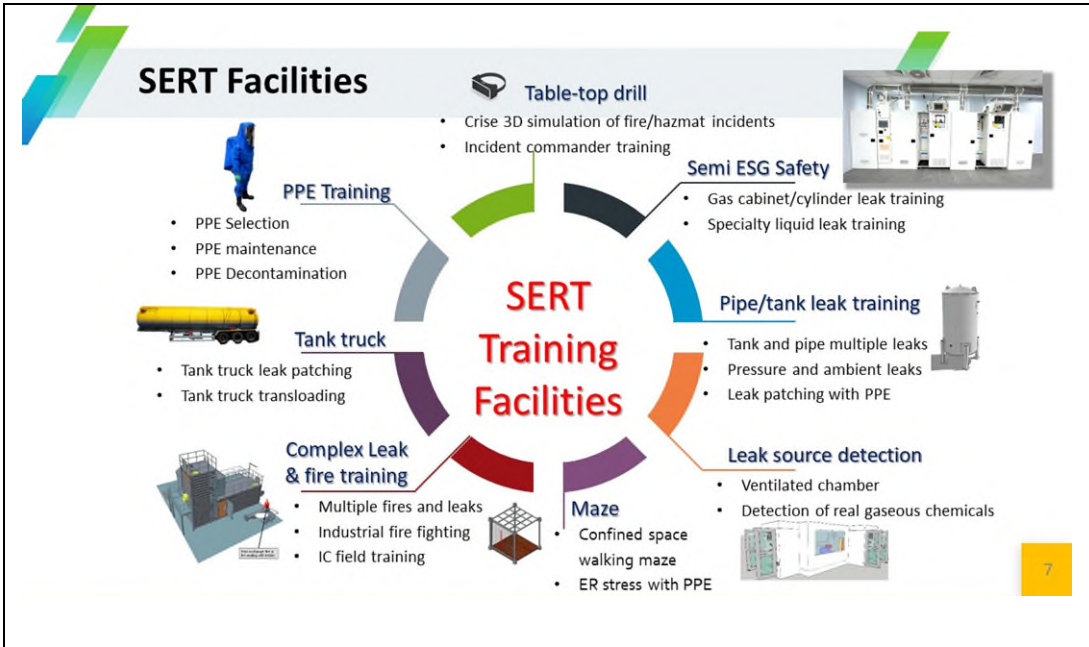 SERT Facilities
Table-top drill
• Crise 3D simulation of fire/hazmat incidents
• Incident commander training
Semi ESG Safety
• Gas cabinet/cylinder leak training
• Specialty liquid leak training
PPE Training
• PPE Selection
• PPE maintenance
• PPE Decontamination
SERT
Training
Facilities
Pipe/tank leak training
• Tank and pipe multiple leaks
• Pressure and ambient leaks
• Leak patching with PPE
Tank truck
• Tank truck leak patching
• Tank truck transloading
Leak source detection
• Ventilated chamber
• Detection of real gaseous chemicals
Complex Leak
& fire training
• Multiple fires and leaks
• Industrial fire fighting
• IC field training
Maze
• Confined space
walking maze
• ER stress with PPE
7